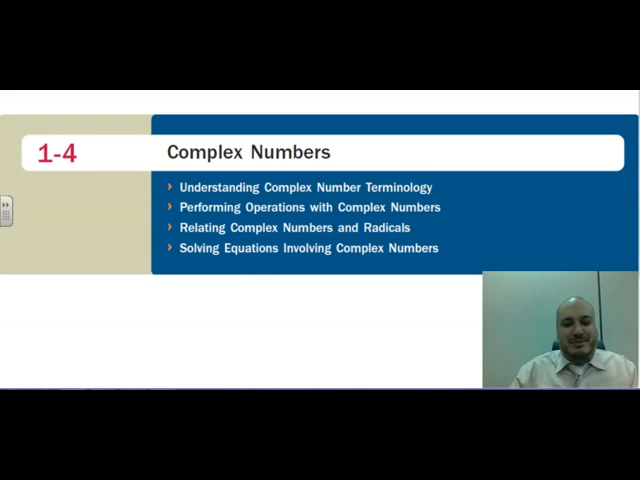 1-4
Complex Numbers
› Understanding Complex Number Terminology
› Performing Operations with Complex Numbers
› Relating Complex Numbers and Radicals
› Solving Equations Involving Complex Numbers